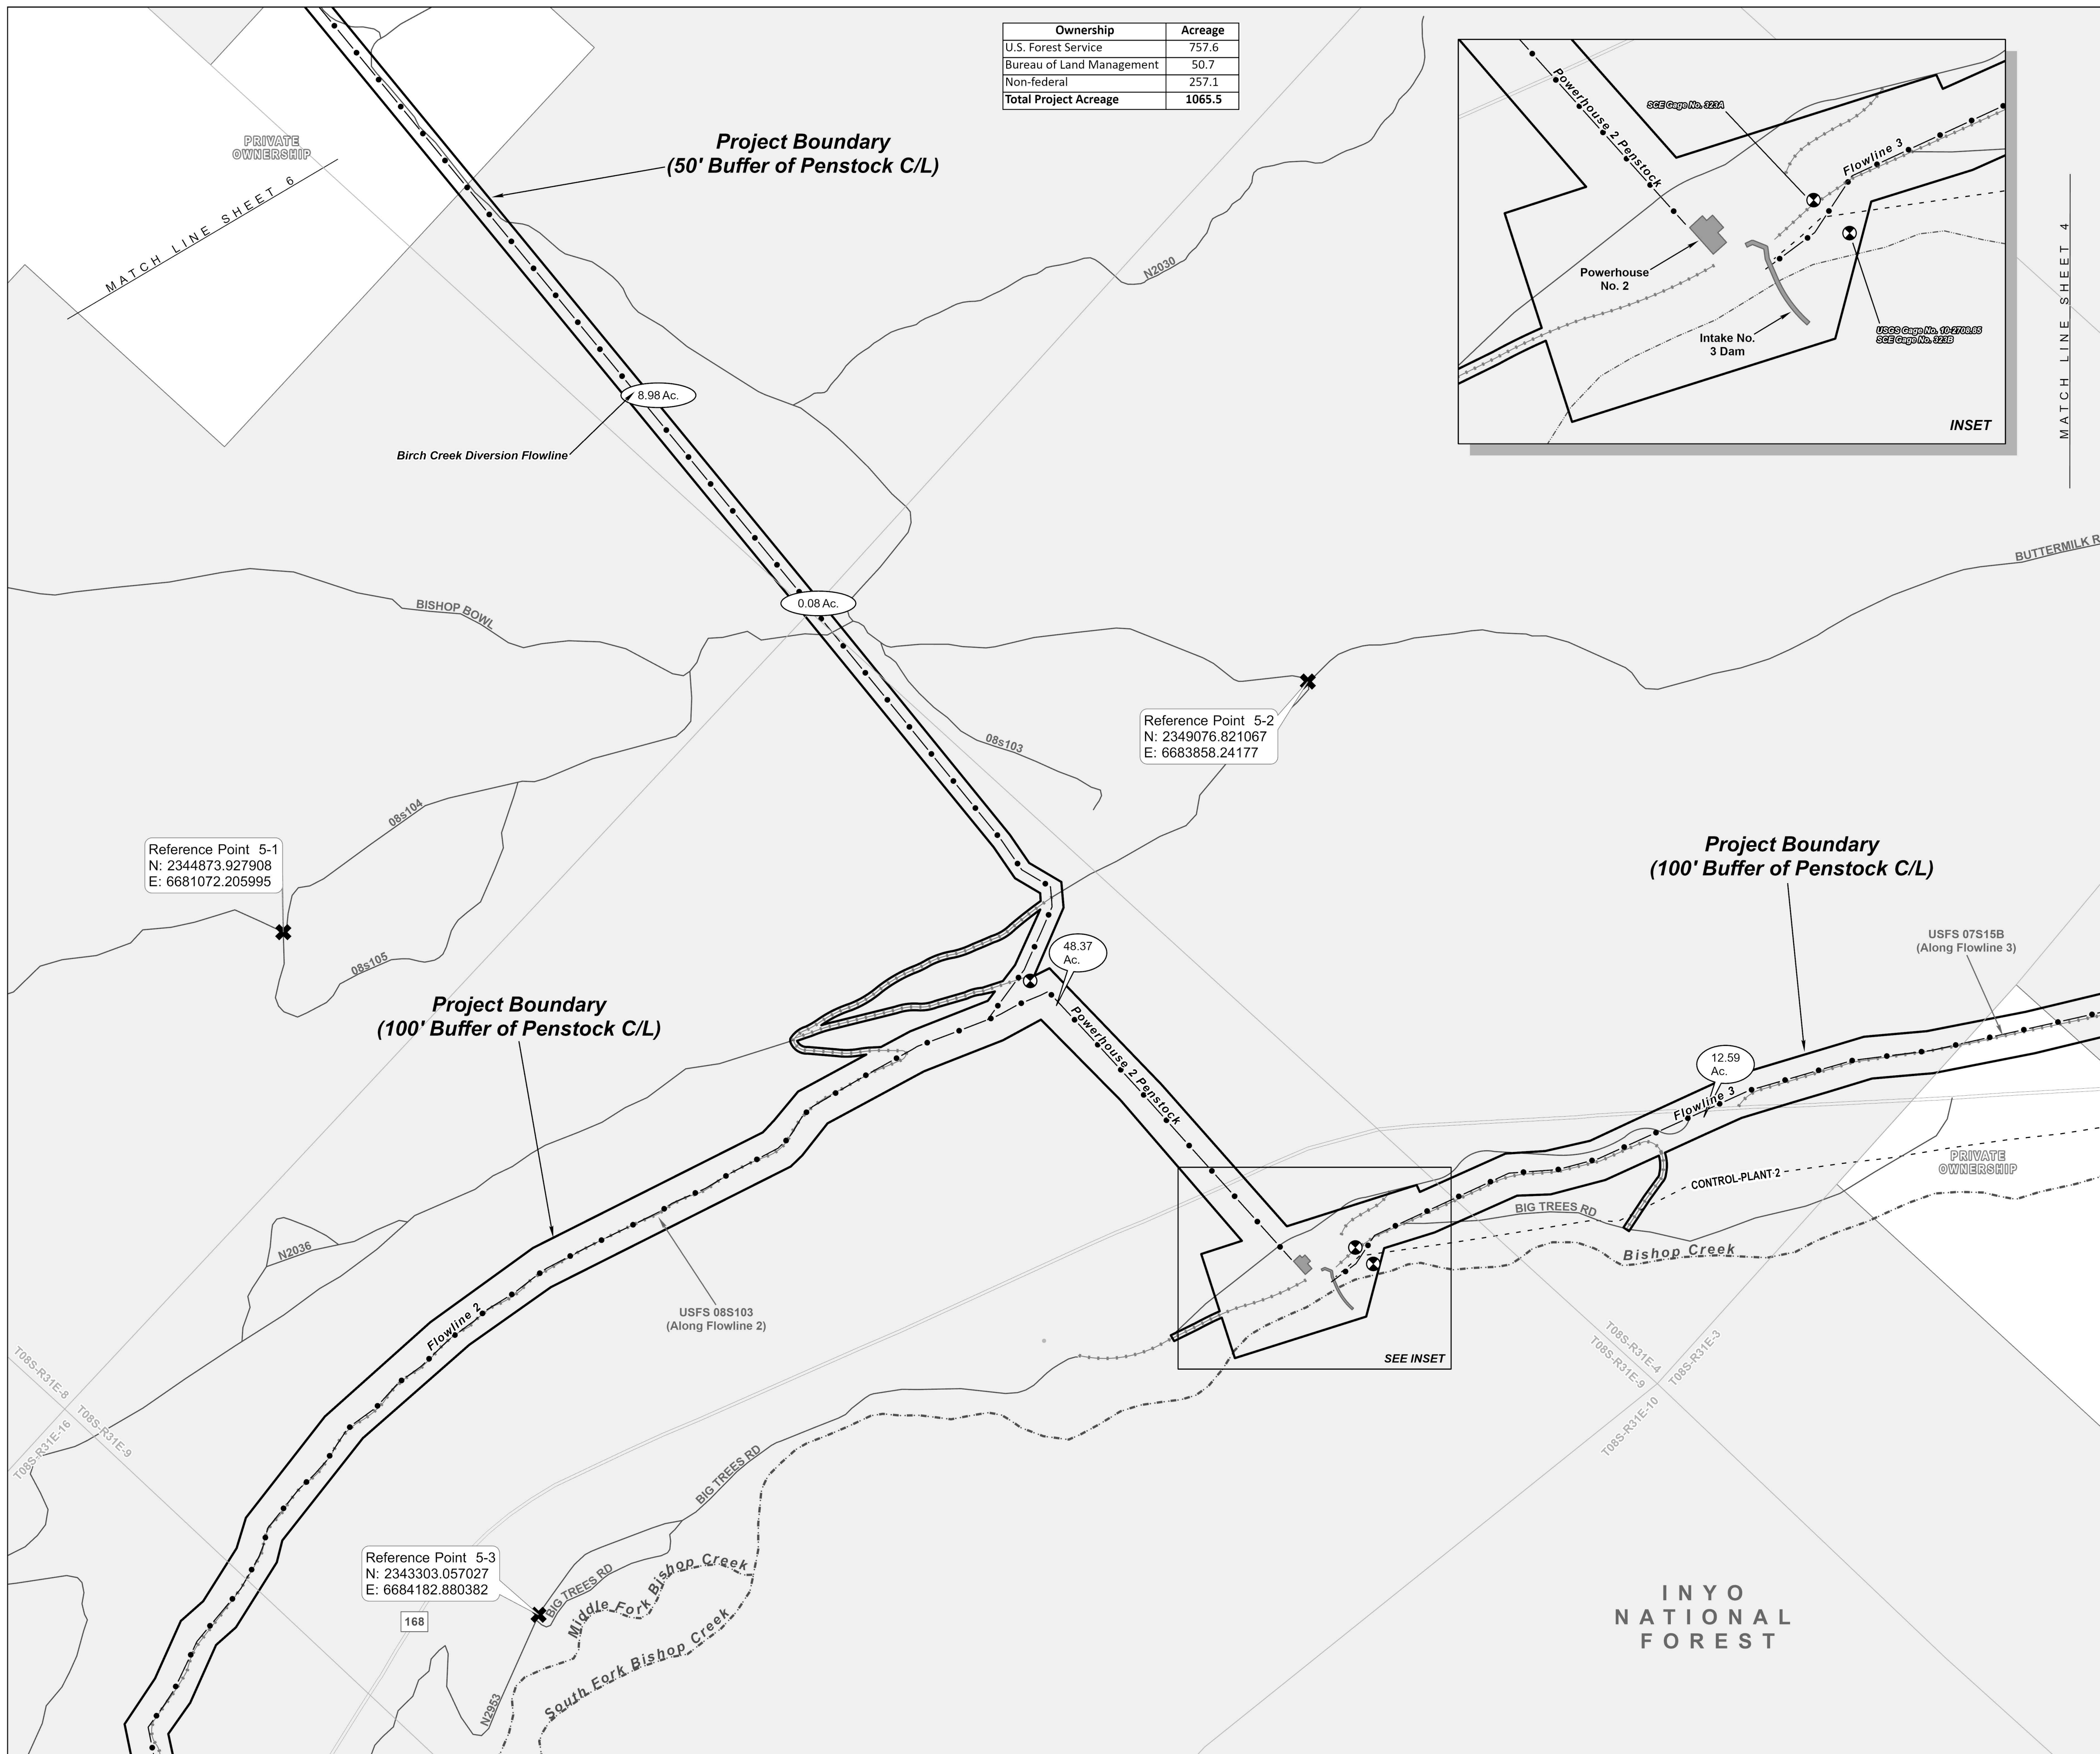 Ownership Acreage
U.S. Forest Service 757.6
Bureau of Land Management 50.7
Non-federal 257.1
Total Project Acreage 1065.5
PRIVATE
OWNERSHIP
MATCH LINE SHEET 6
Project Boundary
(50' Buffer of Penstock C/L)
N2030
8.98 Ac.
Birch Creek Diversion Flowline
Powerhouse 2 Penstock
SCE Gage No. 323A
Flowline 3
Powerhouse
No. 2
Intake No.
3 Dam
USGS Gage No. 10-2708.85
SCE Gage No. 323B
INSET
MATCH LINE SHEET 4
BUTTERMILK R
BISHOP BOWL
0.08 Ac.
08s103
Reference Point 5-2
N: 2349076.821067
E: 6683858.24177
08s104
Reference Point 5-1
N: 2344873.927908
E: 6681072.205995
08s105
Project Boundary
(100' Buffer of Penstock C/L)
Project Boundary
(100' Buffer of Penstock C/L)
USFS 07S15B
(Along Flowline 3)
48.37
Ac.
Powerhouse 2 Penstock
12.59
Ac.
Flowline 3
PRIVATE
OWNERSHIP
CONTROL-PLANT 2
BIG TREES RD
Bishop Creek
N2036
Flowline 2
USFS 08S103
(Along Flowline 2)
SEE INSET
T08S-R31E-8
T08S-R31E-9
T08S-R31E-16
T08S-R31E-4
T08S-R31E-9
T08S-R31E-3
T08S-R31E-10
BIG TREES RD
Reference Point 5-3
N: 2343303.057027
E: 6684182.880382
BIG TREES RD
Middle Fork Bishop Creek
South Fork Bishop Creek
168
N2953
INYO
NATIONAL
FOREST